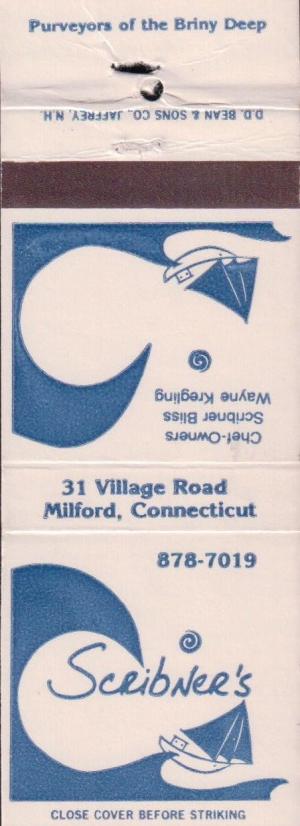 Purveyors of the Briny Deep
D.D. BEAN & SONS CO., JAFFREY, N.H.
Chef-Owners
Scribner Bliss
Wayne Kregling
31 Village Road
Milford, Connecticut
878-7019
Scribner's
CLOSE COVER BEFORE STRIKING